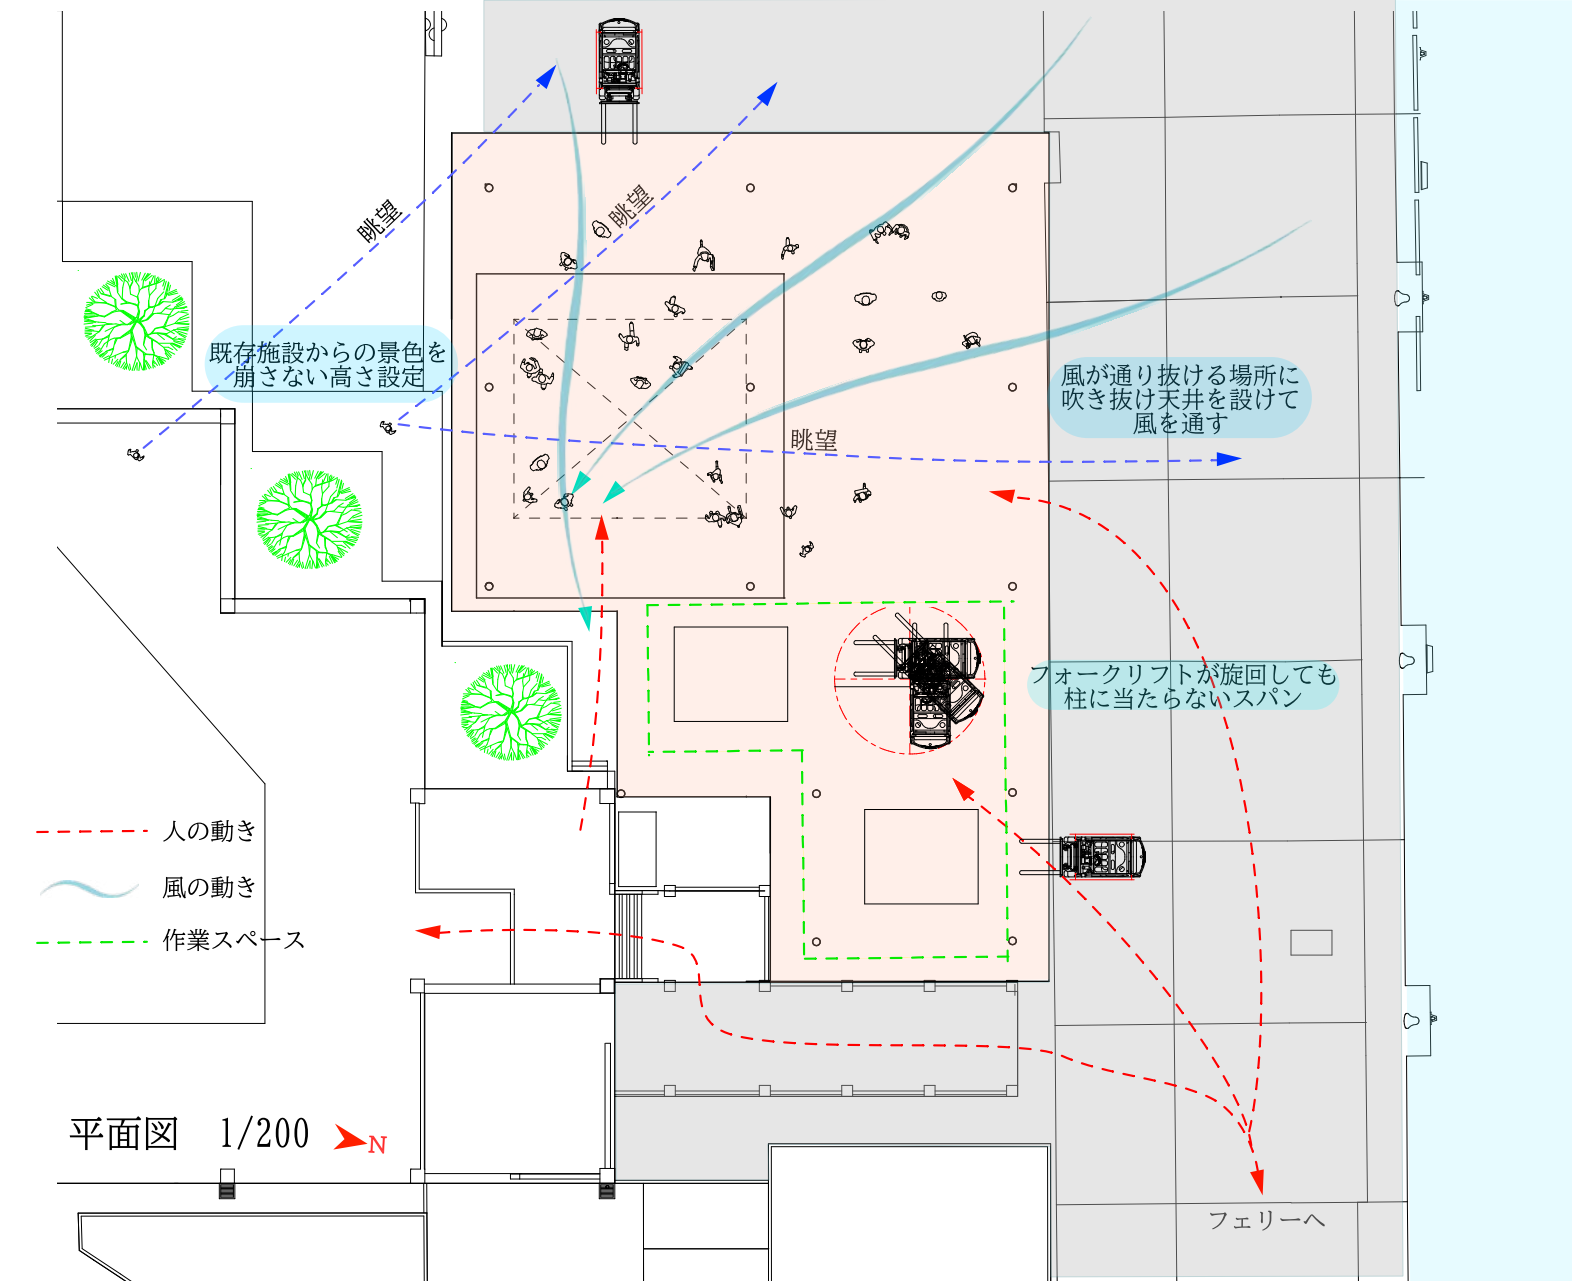 眺望
眺望
既存施設からの景色を
崩さない高さ設定
風が通り抜ける場所に
吹き抜け天井を設けて
風を通す
眺望
フォークリフトが旋回しても
柱に当たらないスパン
人の動き
風の動き
作業スペース
平面図 1/200
N
フェリーへ